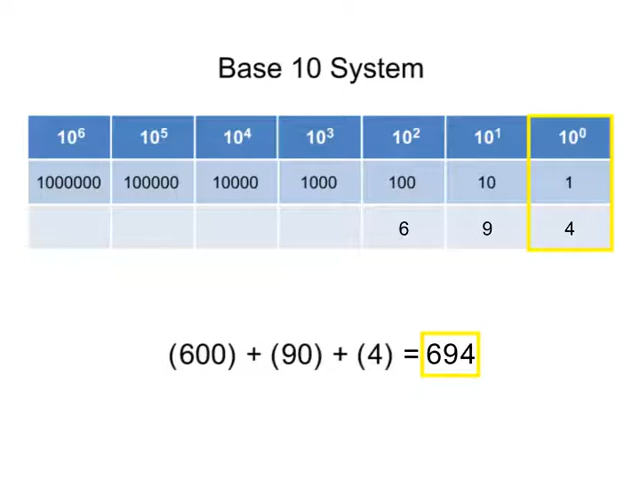 Base 10 System
10⁶ 10⁵ 10⁴ 10³ 10² 10¹ 10⁰
1000000 100000 10000 1000 100 10 1
6 9 4
(600) + (90) + (4) = 694